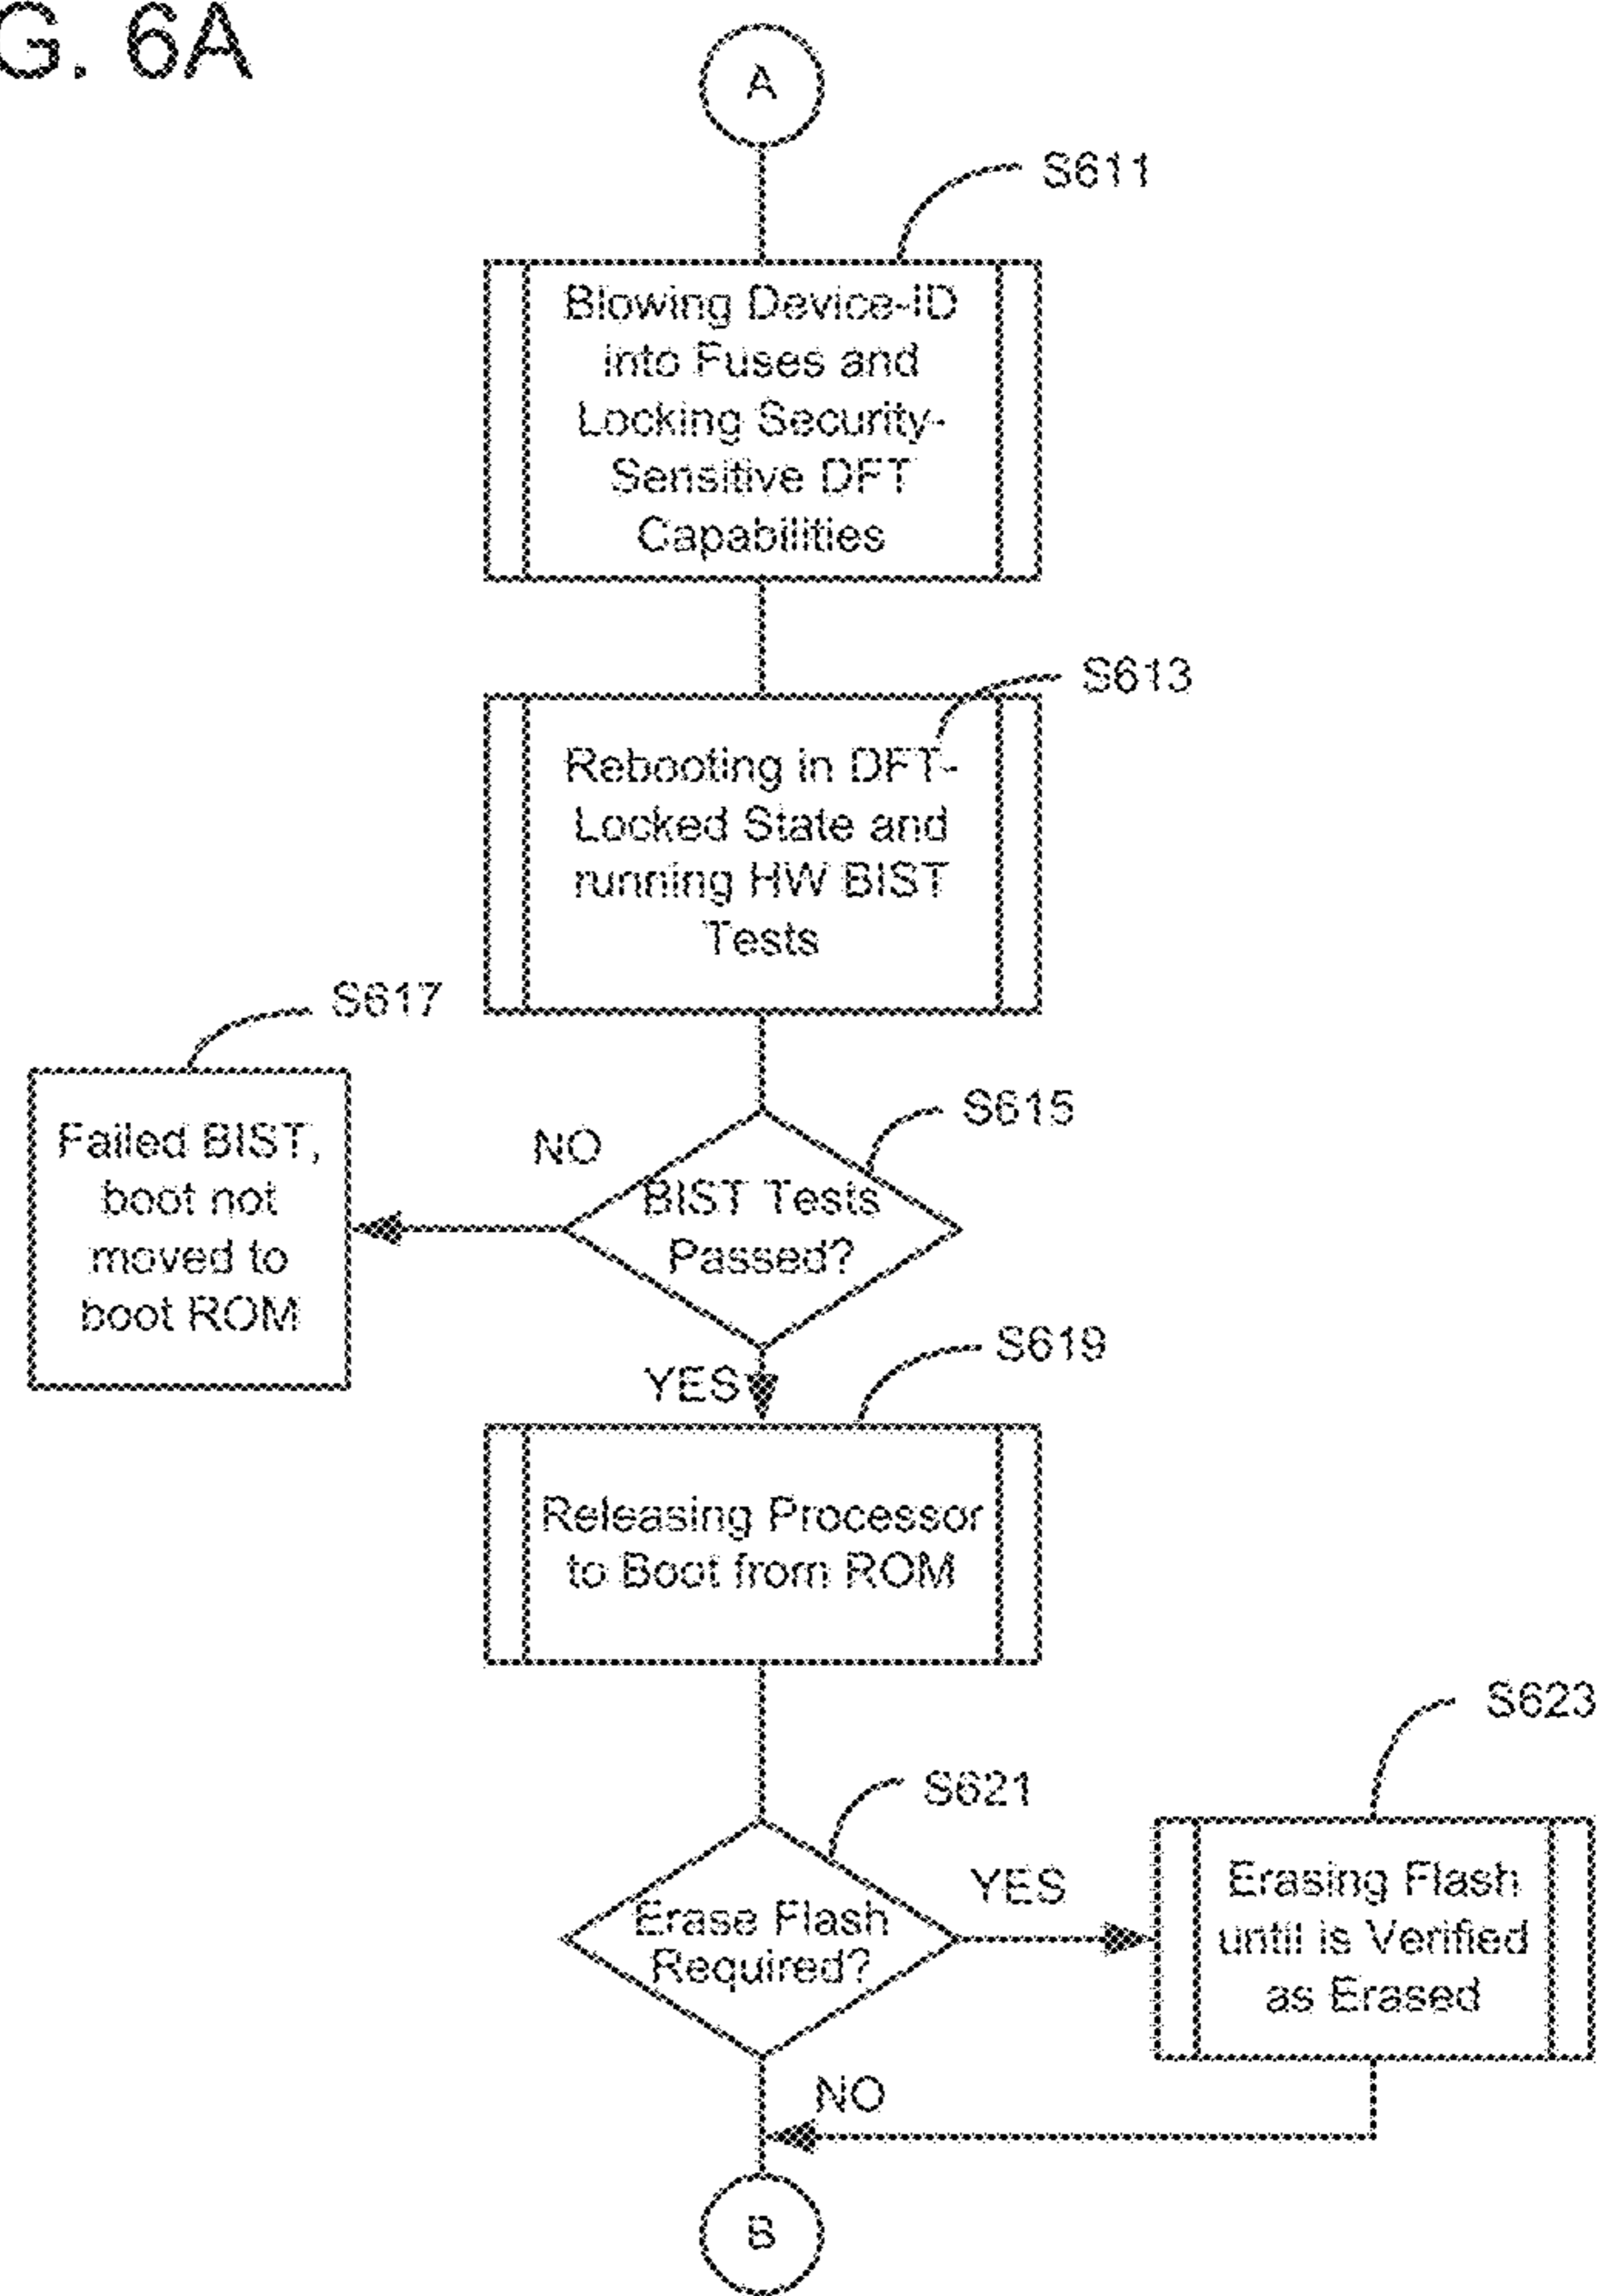 G. 6A
A
S611
Blowing Device-ID
into Fuses and
Locking Security-
Sensitive DFT
Capabilities
S613
Rebooting in DFT-
Locked State and
running HW BIST
Tests
S617
Failed BIST,
boot not
moved to
boot ROM
NO
S615
BIST Tests
Passed?
YES
S619
Releasing Processor
to Boot from ROM
S621
Erase Flash
Required?
YES
S623
Erasing Flash
until is Verified
as Erased
NO
B